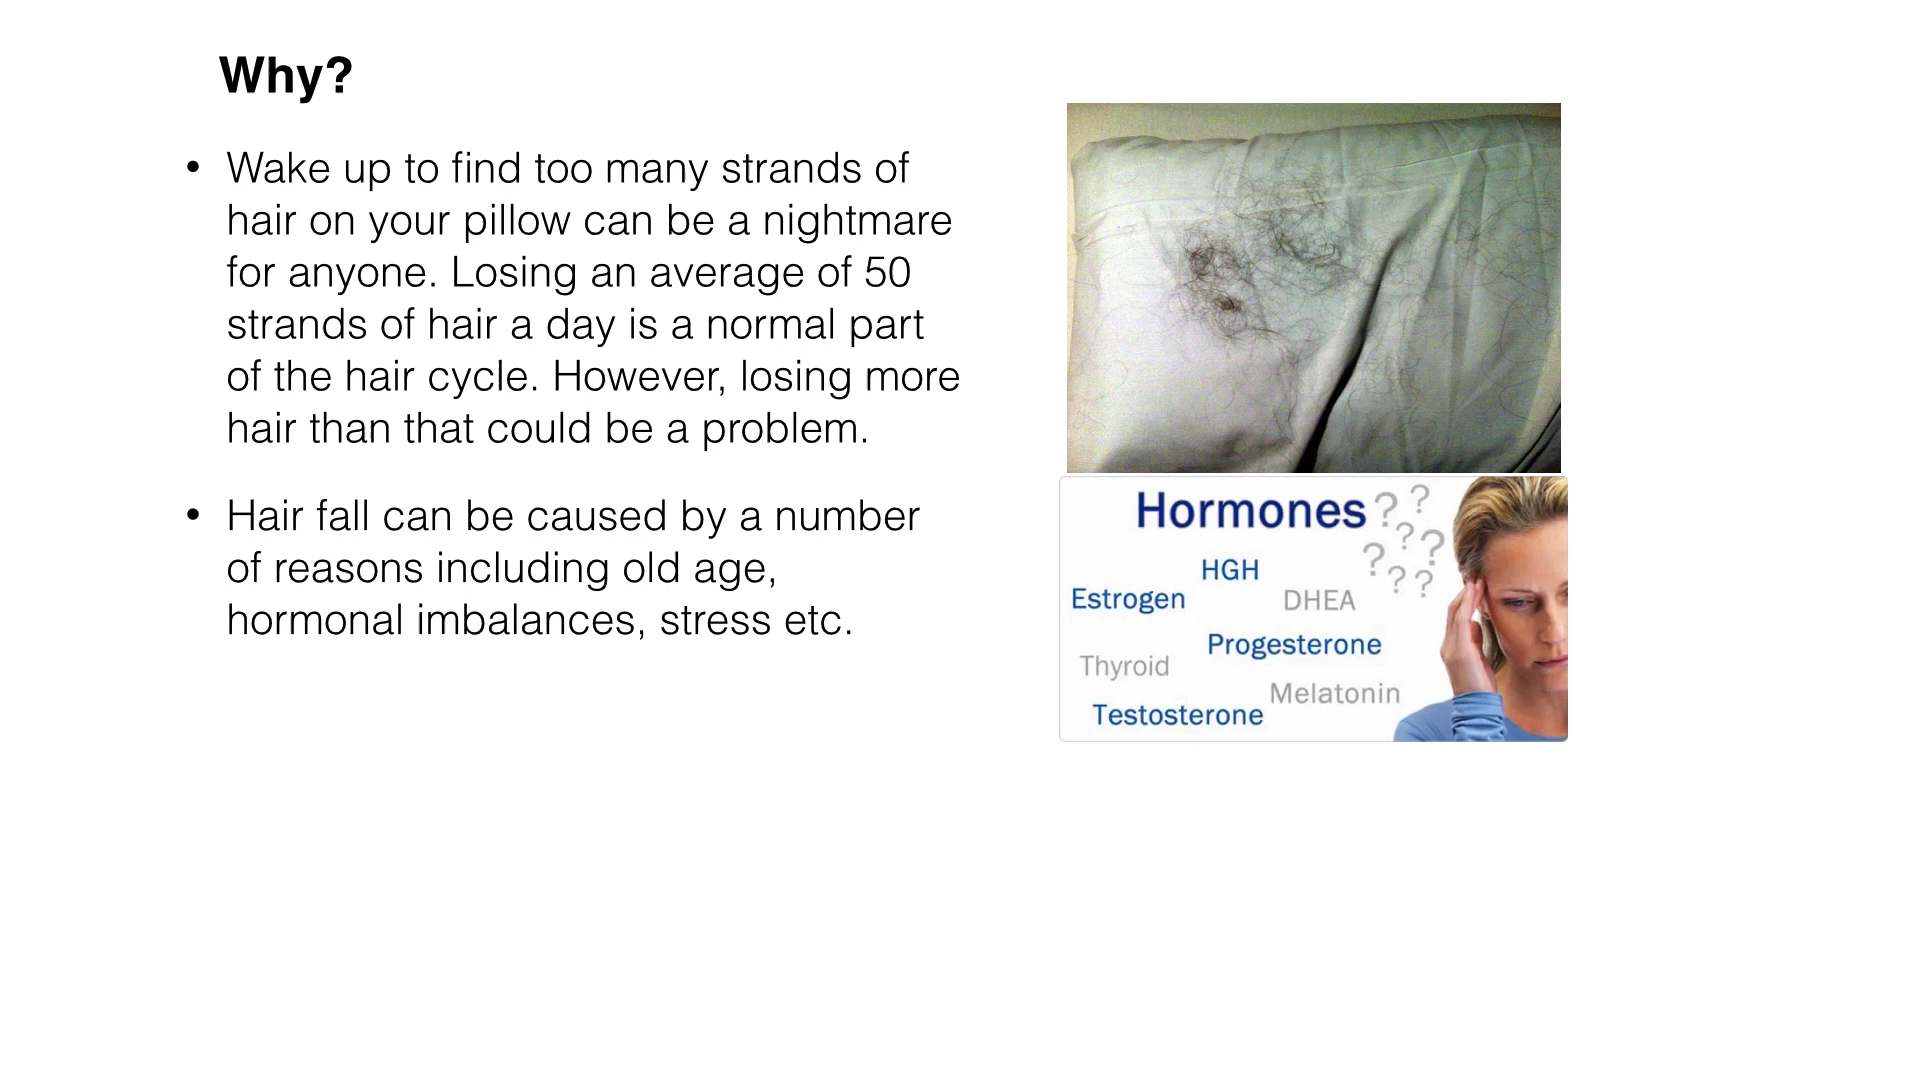 Why?
• Wake up to find too many strands of
hair on your pillow can be a nightmare
for anyone. Losing an average of 50
strands of hair a day is a normal part
of the hair cycle. However, losing more
hair than that could be a problem.
• Hair fall can be caused by a number
of reasons including old age,
hormonal imbalances, stress etc.
Hormones? ?
? ?
? ? ?
HGH
Estrogen
DHEA
Progesterone
Thyroid
Melatonin
Testosterone